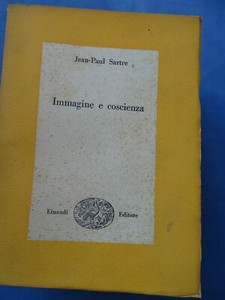 Jean-Paul Sartre
Immagine e coscienza
Einaudi Editore